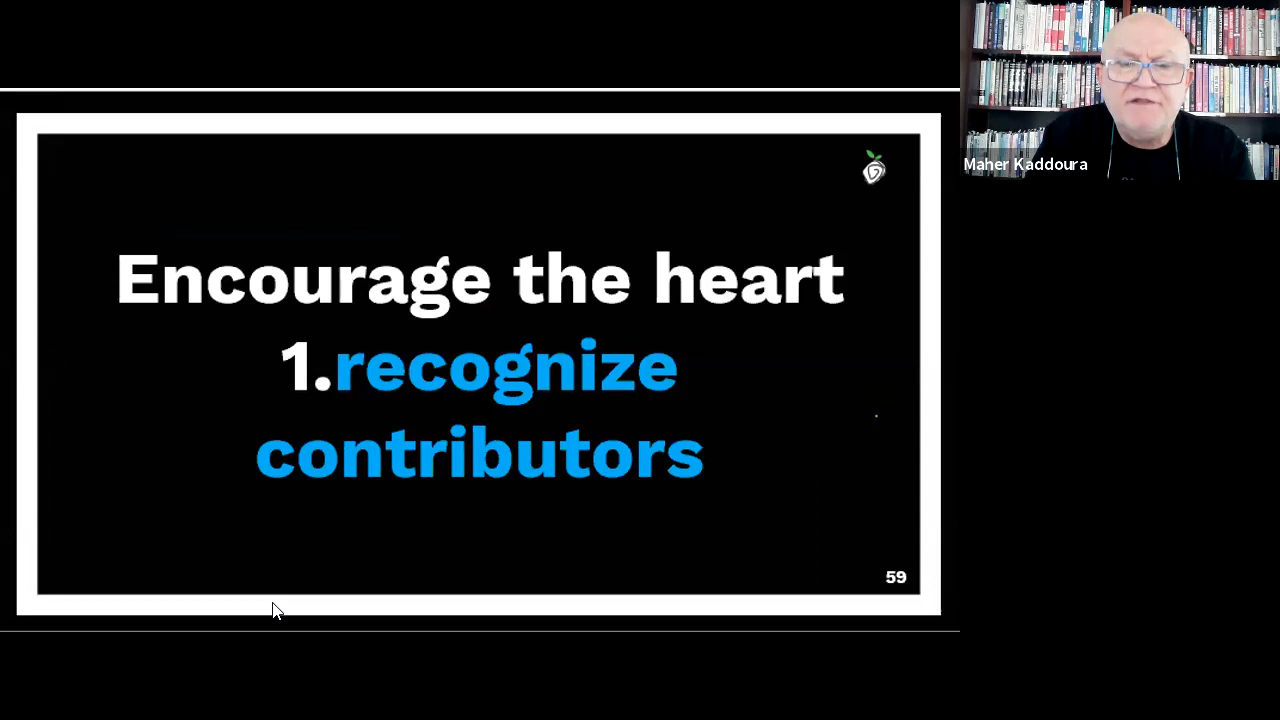 Encourage the heart
1.recognize
contributors
59
Maher Kaddoura